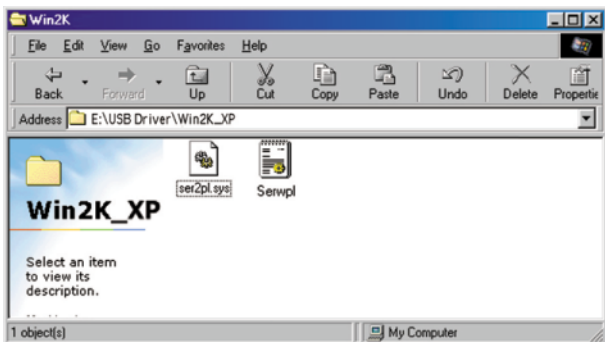 Win2K
File Edit View Go Favorites Help
Back Forward Up Cut Copy Paste Undo Delete Propertie
Address E:\USB Driver\Win2K_XP
ser2pl.sys Serwpl
Win2K_XP
Select an item
to view its
description.
1 object(s) My Computer